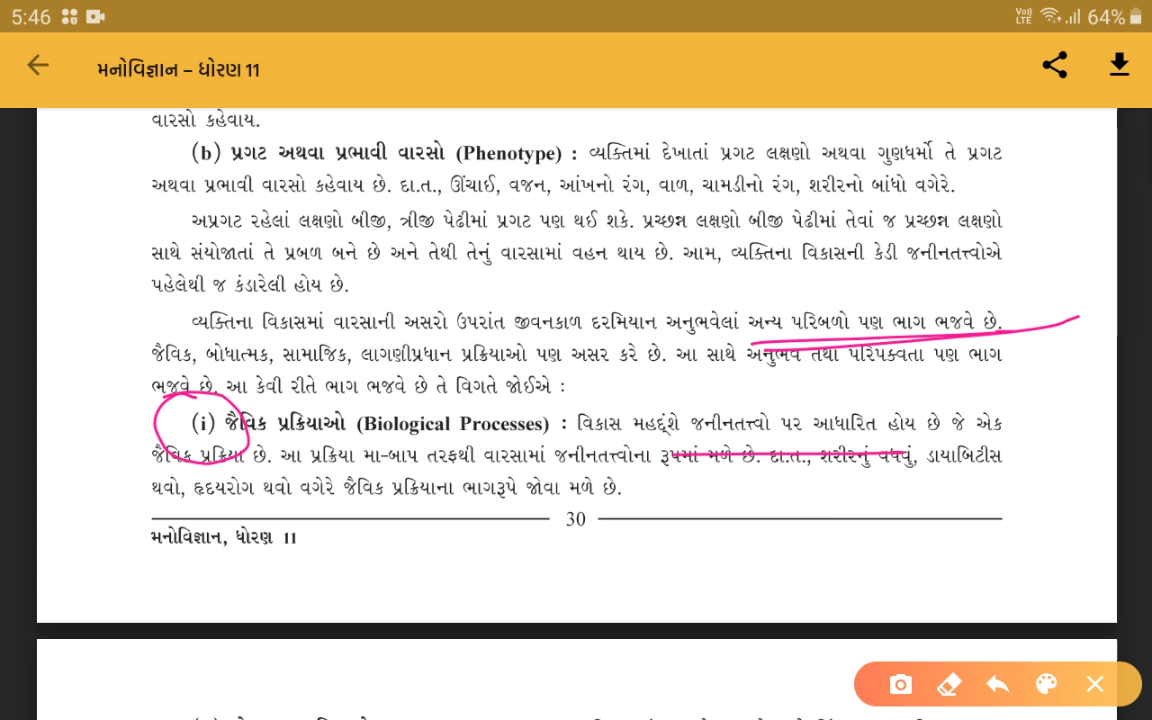 5:46 Vo) LTE 64%
મનોવિજ્ઞાન – ધોરણ 11
વારસો કહેવાય.
(b) પ્રગટ અથવા પ્રભાવી વારસો (Phenotype) : વ્યક્તિમાં દેખાતાં પ્રગટ લક્ષણો અથવા ગુણધર્મો તે પ્રગટ
અથવા પ્રભાવી વારસો કહેવાય છે. દા.ત., ઊંચાઈ, વજન, આંખનો રંગ, વાળ, ચામડીનો રંગ, શરીરનો બાંધો વગેરે.
અપ્રગટ રહેલાં લક્ષણો બીજી, ત્રીજી પેઢીમાં પ્રગટ પણ થઈ શકે. પ્રચ્છન્ન લક્ષણો બીજી પેઢીમાં તેવાં જ પ્રચ્છન્ન લક્ષણો
સાથે સંયોજાતાં તે પ્રબળ બને છે અને તેથી તેનું વારસામાં વહન થાય છે. આમ, વ્યક્તિના વિકાસની કેડી જનીનતત્ત્વોએ
પહેલેથી જ કંડારેલી હોય છે.
વ્યક્તિના વિકાસમાં વારસાની અસરો ઉપરાંત જીવનકાળ દરમિયાન અનુભવેલાં અન્ય પરિબળો પણ ભાગ ભજવે છે.
જૈવિક, બોધાત્મક, સામાજિક, લાગણીપ્રધાન પ્રક્રિયાઓ પણ અસર કરે છે. આ સાથે અનુભવ તથા પરિપક્વતા પણ ભાગ
ભજવે છે. આ કેવી રીતે ભાગ ભજવે છે તે વિગતે જોઈએ :
(i) જૈવિક પ્રક્રિયાઓ (Biological Processes) : વિકાસ મહદ્અંશે જનીનતત્ત્વો પર આધારિત હોય છે જે એક
જૈવિક પ્રક્રિયા છે. આ પ્રક્રિયા મા-બાપ તરફથી વારસામાં જનીનતત્ત્વોના રૂપમાં મળે છે. દા.ત., શરીરનું વધવું, ડાયાબિટીસ
થવો, હૃદયરોગ થવો વગેરે જૈવિક પ્રક્રિયાના ભાગરૂપે જોવા મળે છે.
30
મનોવિજ્ઞાન, ધોરણ 11